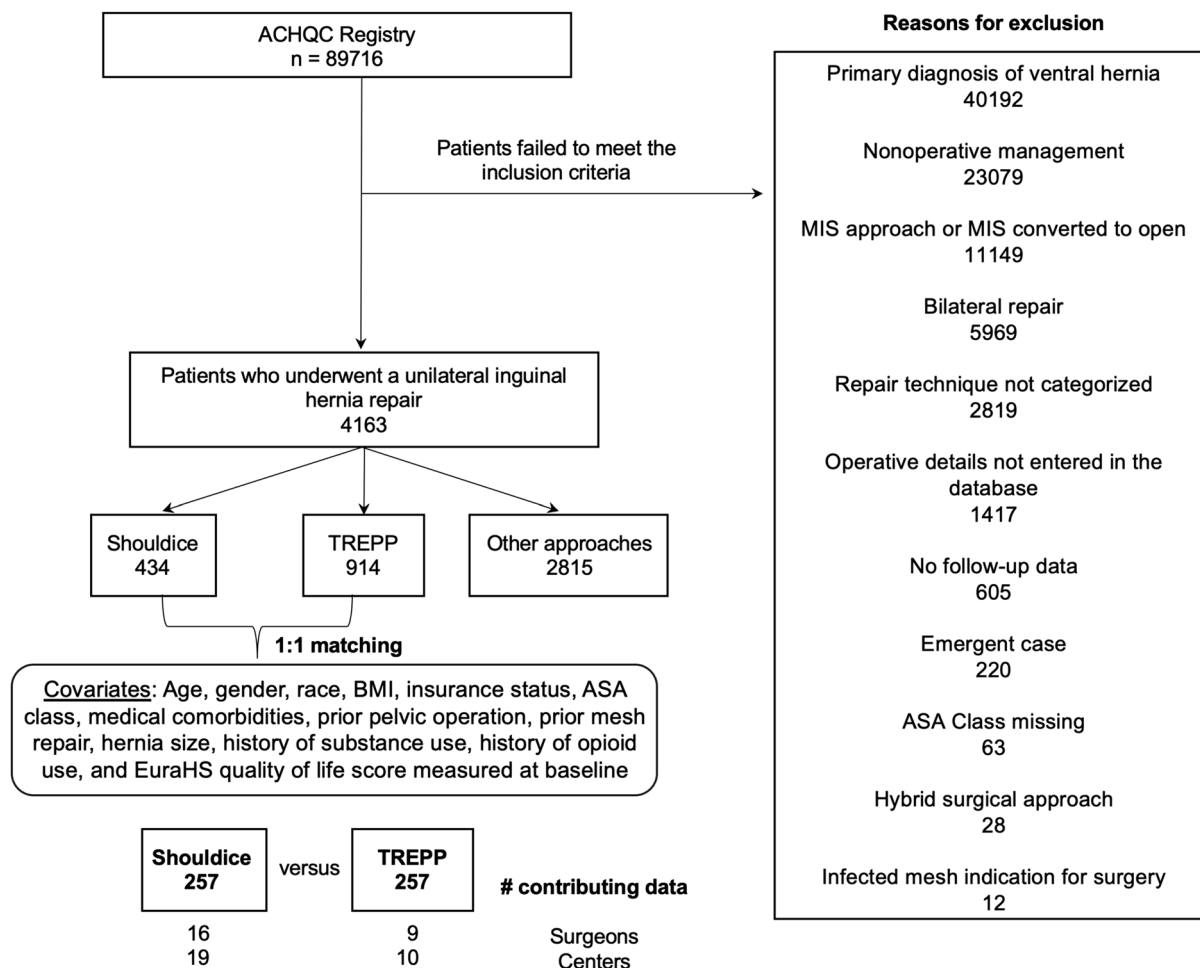 ACHQC Registry
n = 89716
Patients failed to meet the
inclusion criteria
Reasons for exclusion
Primary diagnosis of ventral hernia
40192
Nonoperative management
23079
MIS approach or MIS converted to open
11149
Bilateral repair
5969
Repair technique not categorized
2819
Operative details not entered in the
database
1417
No follow-up data
605
Emergent case
220
ASA Class missing
63
Hybrid surgical approach
28
Infected mesh indication for surgery
12
Patients who underwent a unilateral inguinal
hernia repair
4163
Shouldice
434
TREPP
914
Other approaches
2815
1:1 matching
Covariates: Age, gender, race, BMI, insurance status, ASA
class, medical comorbidities, prior pelvic operation, prior mesh
repair, hernia size, history of substance use, history of opioid
use, and EuraHS quality of life score measured at baseline
Shouldice
257
versus
TREPP
257
# contributing data
16 9 Surgeons
19 10 Centers